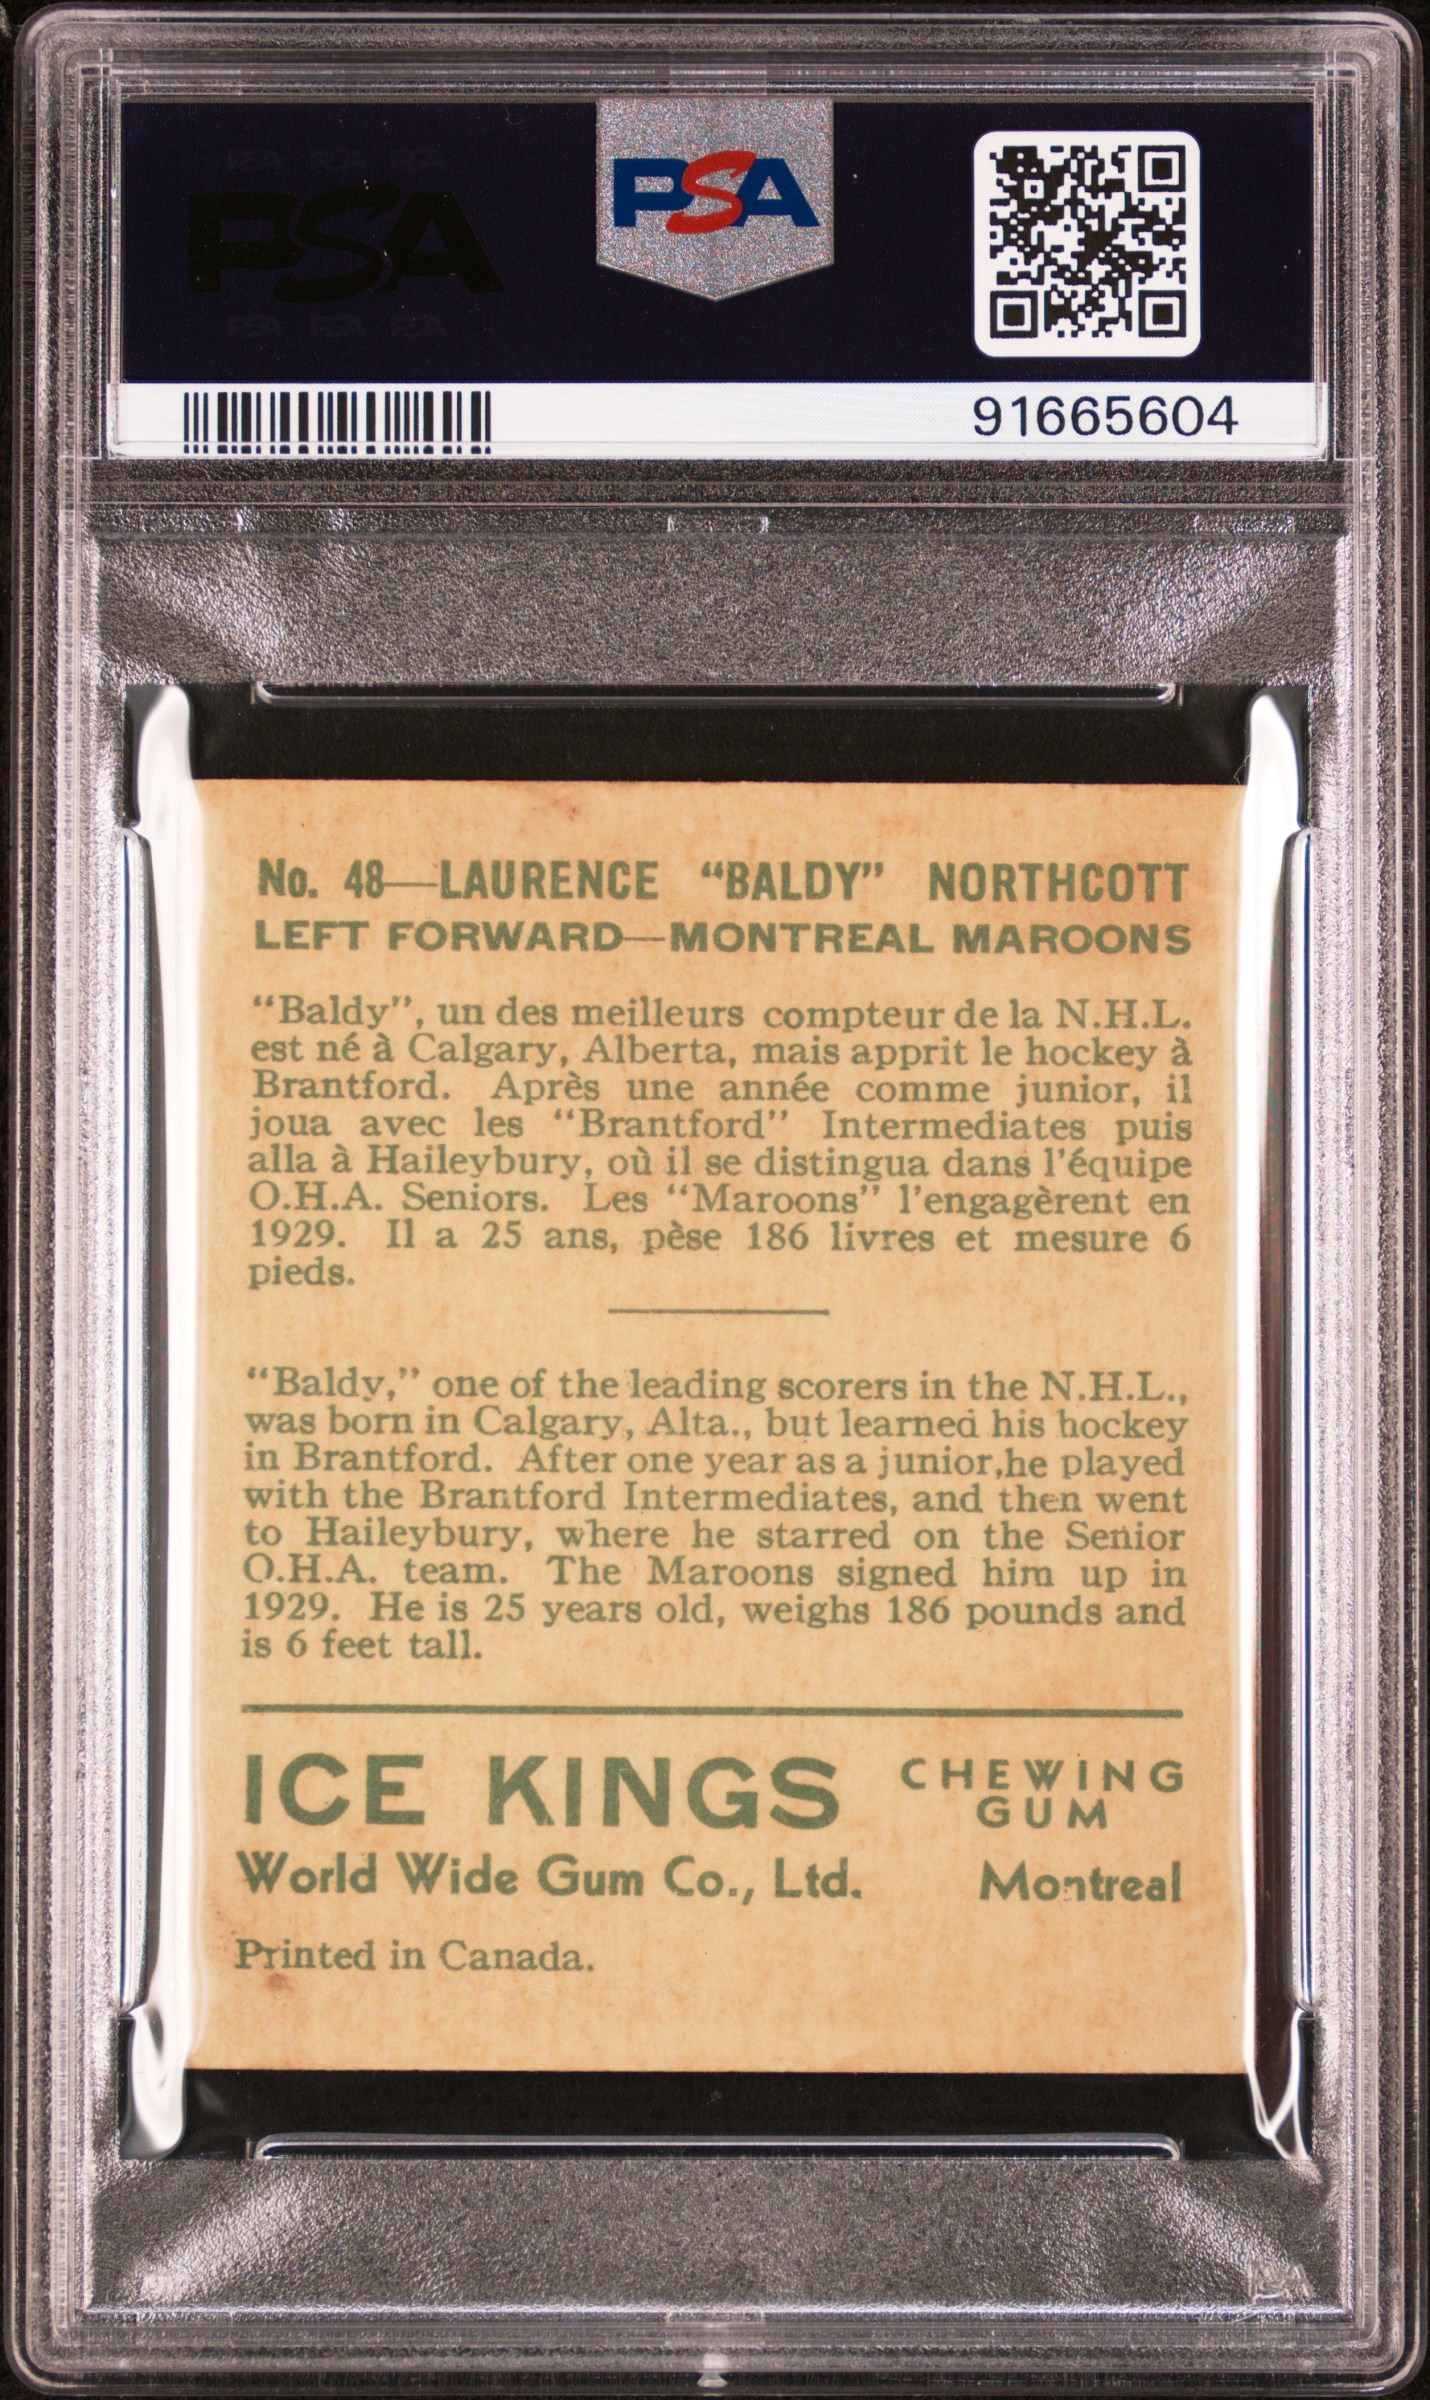 PSA PSA PSA
PSA
PSA PSA PSA
PSA
91665604
No. 48—LAURENCE “BALDY” NORTHCOTT
LEFT FORWARD—MONTREAL MAROONS
“Baldy”, un des meilleurs compteur de la N.H.L.
est né à Calgary, Alberta, mais apprit le hockey à
Brantford. Après une année comme junior, il
joua avec les “Brantford” Intermediates puis
alla à Haileybury, où il se distingua dans l’équipe
O.H.A. Seniors. Les “Maroons” l’engagèrent en
1929. Il a 25 ans, pèse 186 livres et mesure 6
pieds.
“Baldy,” one of the leading scorers in the N.H.L.,
was born in Calgary, Alta., but learned his hockey
in Brantford. After one year as a junior,he played
with the Brantford Intermediates, and then went
to Haileybury, where he starred on the Senior
O.H.A. team. The Maroons signed him up in
1929. He is 25 years old, weighs 186 pounds and
is 6 feet tall.
ICE KINGS CHEWING
GUM
World Wide Gum Co., Ltd. Montreal
Printed in Canada.
PSA